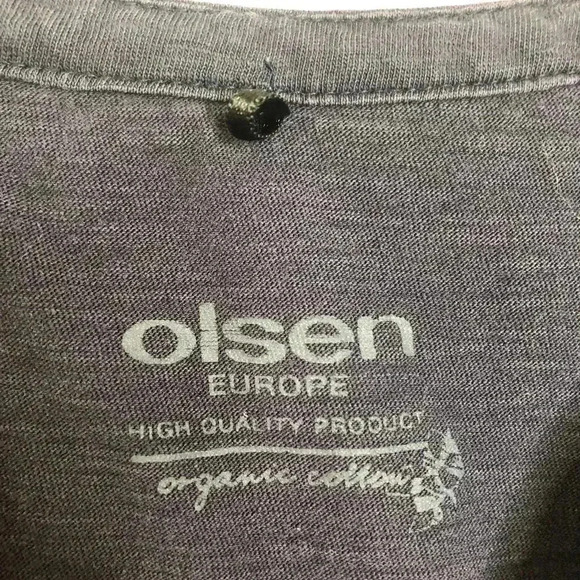 olsen
EUROPE
HIGH QUALITY PRODUCT
organic cotton